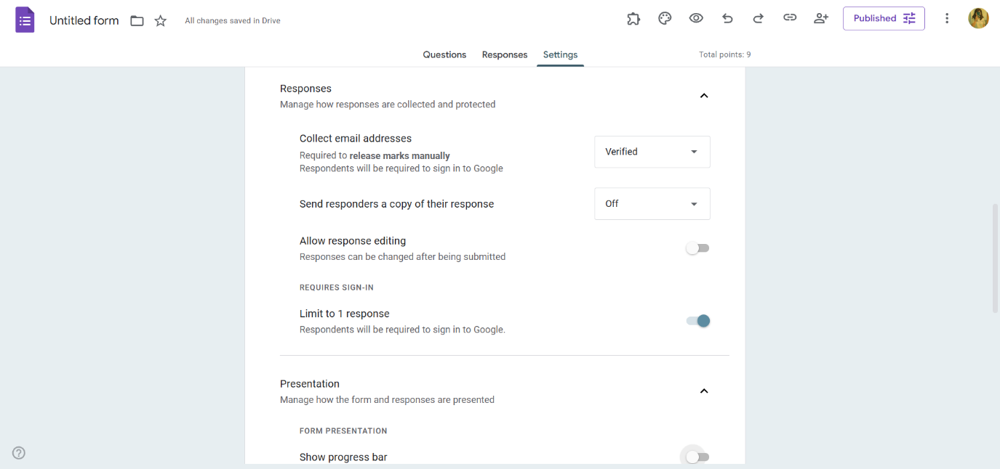 Untitled form
All changes saved in Drive
Published
Questions
Responses
Settings
Total points: 9
Responses
Manage how responses are collected and protected
Collect email addresses
Required to release marks manually
Respondents will be required to sign in to Google
Verified
Send responders a copy of their response
Off
Allow response editing
Responses can be changed after being submitted
REQUIRES SIGN-IN
Limit to 1 response
Respondents will be required to sign in to Google.
Presentation
Manage how the form and responses are presented
FORM PRESENTATION
Show progress bar